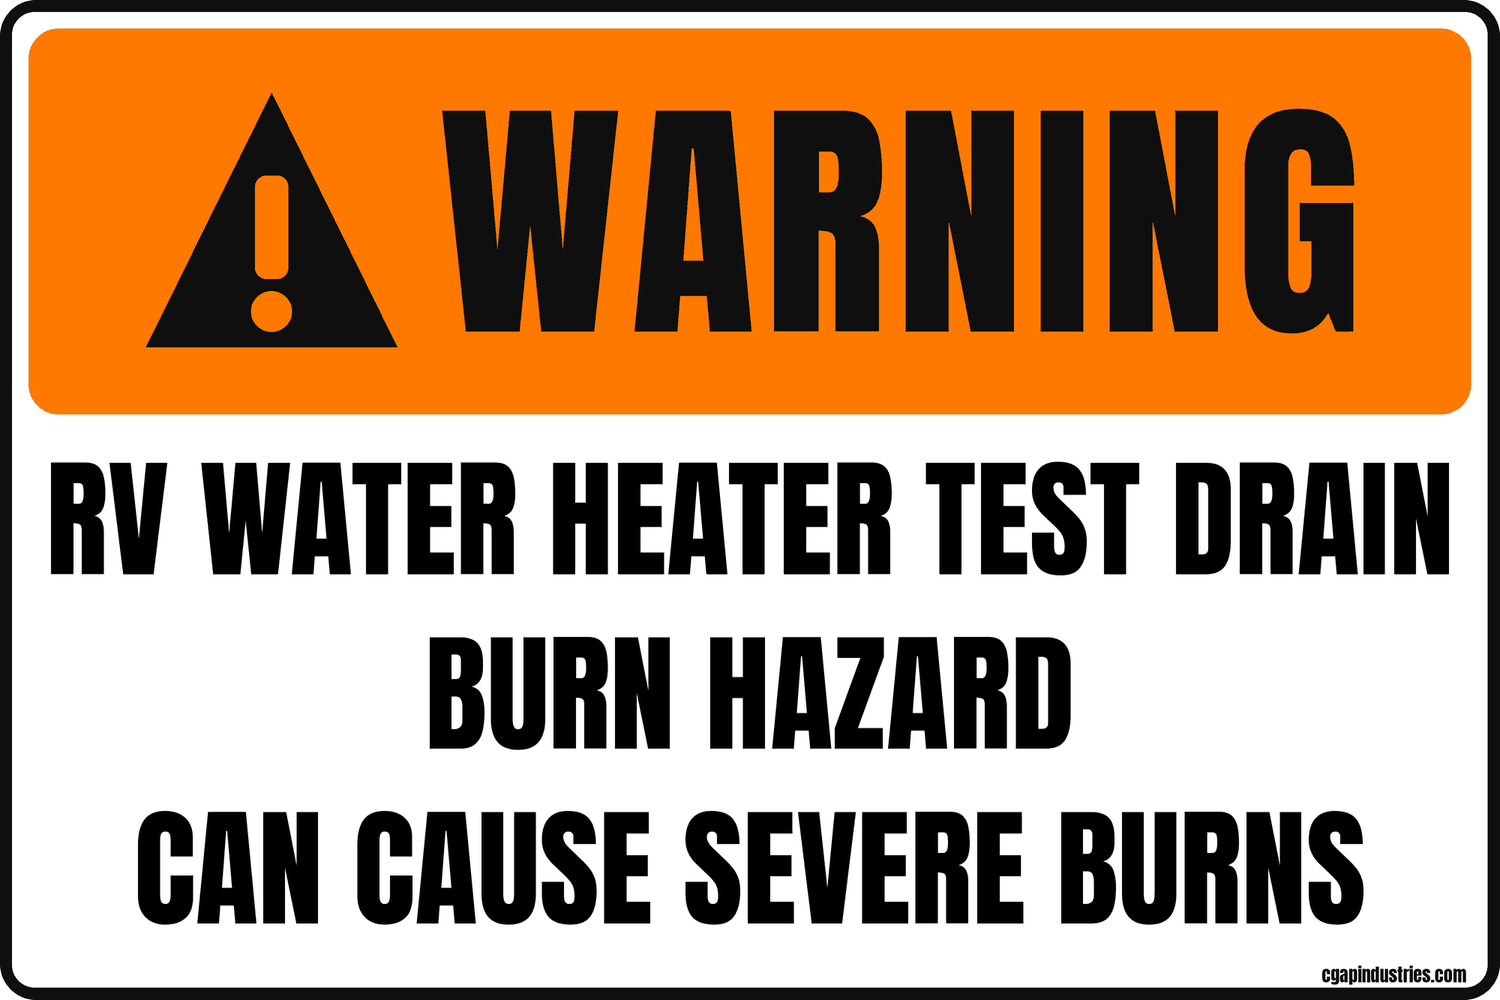 WARNING
RV WATER HEATER TEST DRAIN
BURN HAZARD
CAN CAUSE SEVERE BURNS
cgapindustries.com